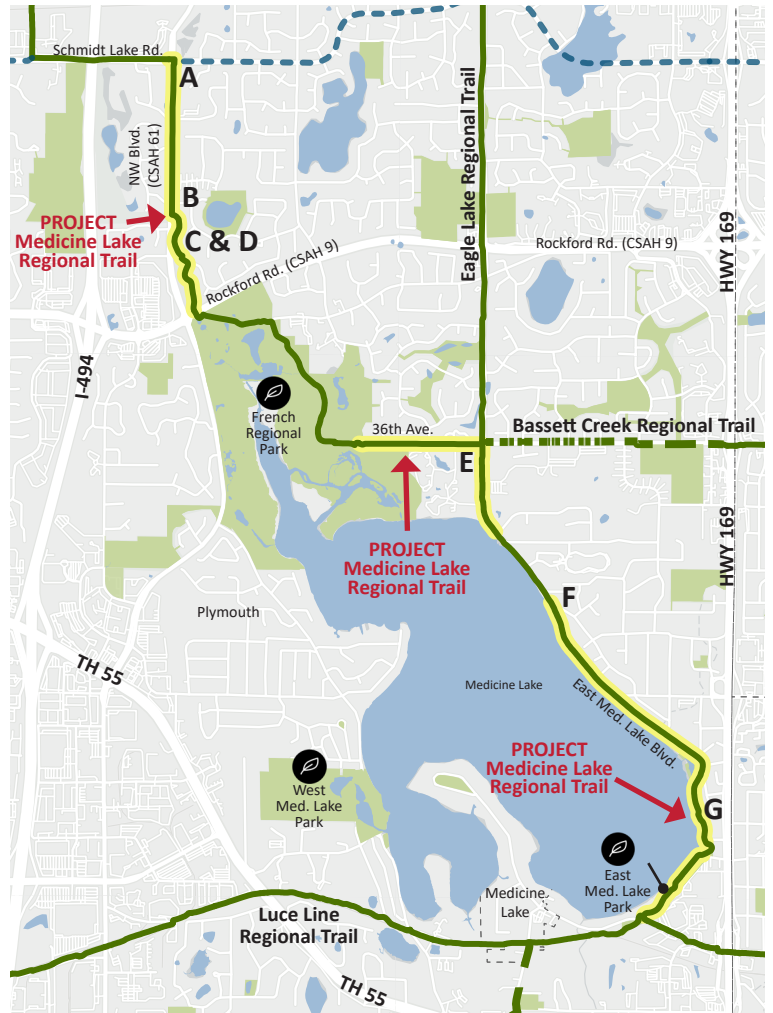 Schmidt Lake Rd.
A
NW Blvd.
(CSAH 61)
Eagle Lake Regional Trail
B
PROJECT
Medicine Lake
Regional Trail
C & D
Rockford Rd. (CSAH 9)
HWY 169
Rockford Rd. (CSAH 9)
I-494
French
Regional
Park
36th Ave.
Bassett Creek Regional Trail
E
HWY 169
PROJECT
Medicine Lake
Regional Trail
F
Plymouth
TH 55
Medicine Lake
East Med. Lake Blvd.
PROJECT
Medicine Lake
Regional Trail
G
West
Med. Lake
Park
East
Med. Lake
Park
Medicine
Lake
Luce Line
Regional Trail
TH 55